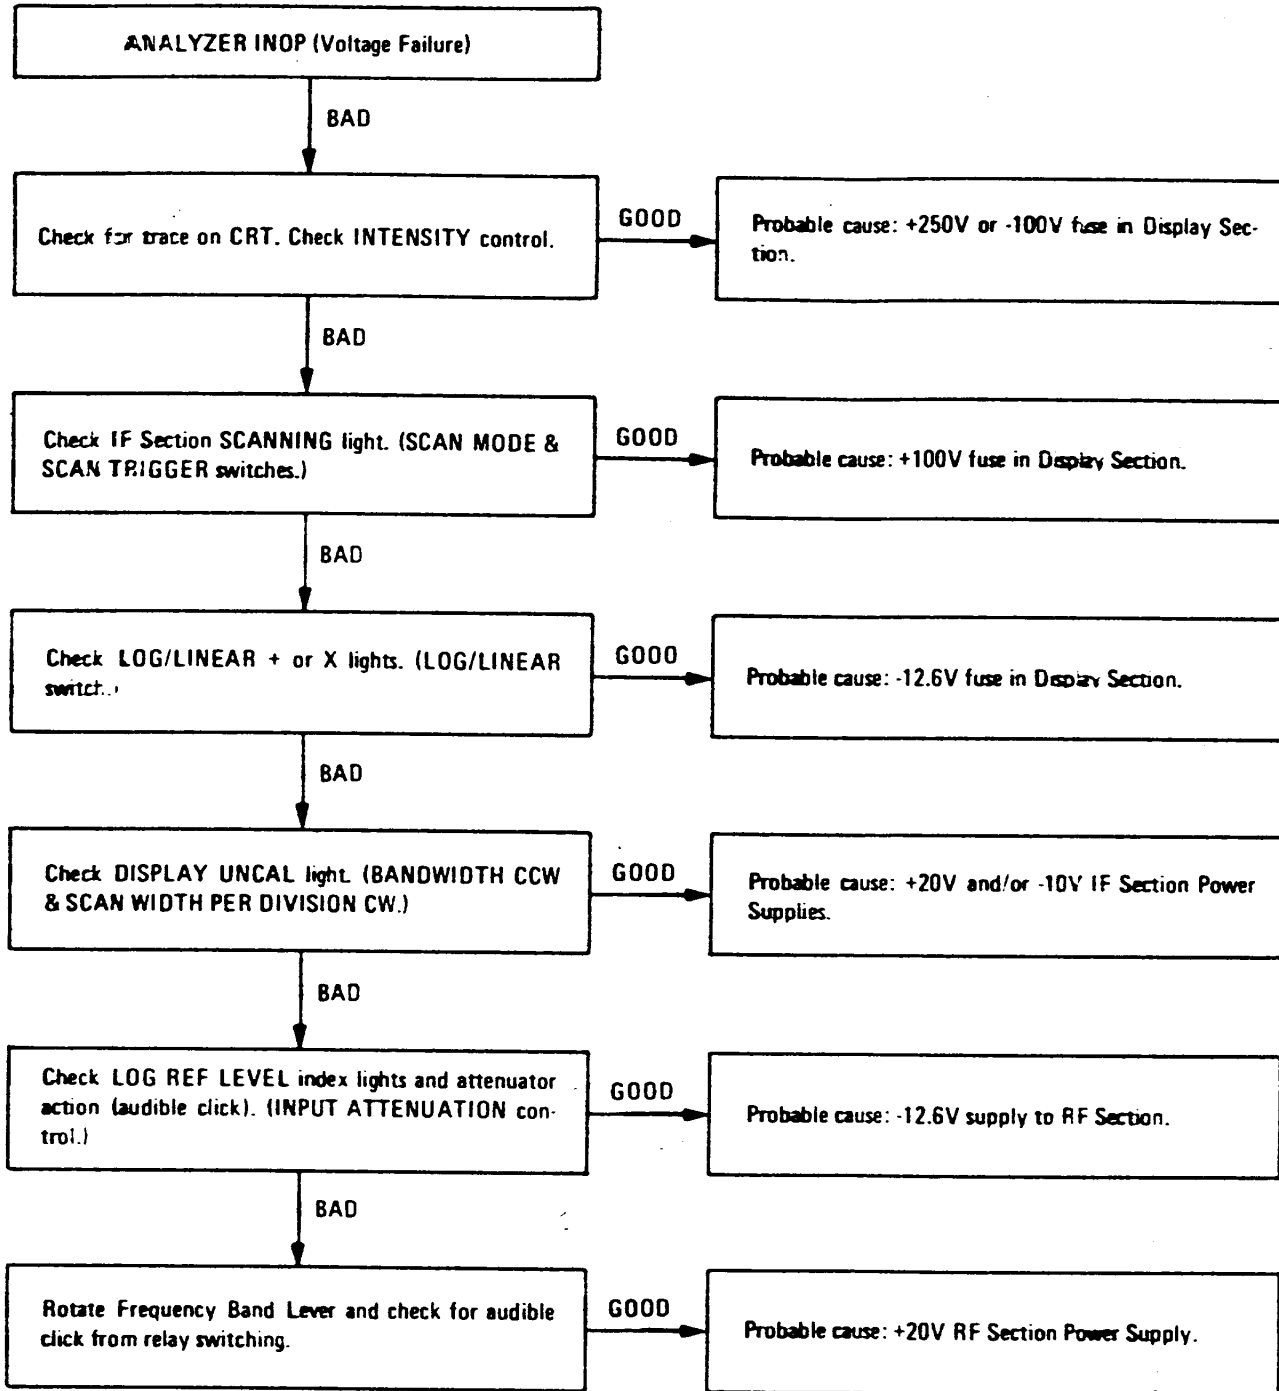 ANALYZER INOP (Voltage Failure)
BAD
Check for trace on CRT. Check INTENSITY control.
GOOD
Probable cause: +250V or -100V fuse in Display Sec-
tion.
BAD
Check IF Section SCANNING light. (SCAN MODE &
SCAN TRIGGER switches.)
GOOD
Probable cause: +100V fuse in Display Section.
BAD
Check LOG/LINEAR + or X lights. (LOG/LINEAR
switch.)
GOOD
Probable cause: -12.6V fuse in Display Section.
BAD
Check DISPLAY UNCAL light. (BANDWIDTH CCW
& SCAN WIDTH PER DIVISION CW.)
GOOD
Probable cause: +20V and/or -10V IF Section Power
Supplies.
BAD
Check LOG REF LEVEL index lights and attenuator
action (audible click). (INPUT ATTENUATION con-
trol.)
GOOD
Probable cause: -12.6V supply to RF Section.
BAD
Rotate Frequency Band Lever and check for audible
click from relay switching.
GOOD
Probable cause: +20V RF Section Power Supply.